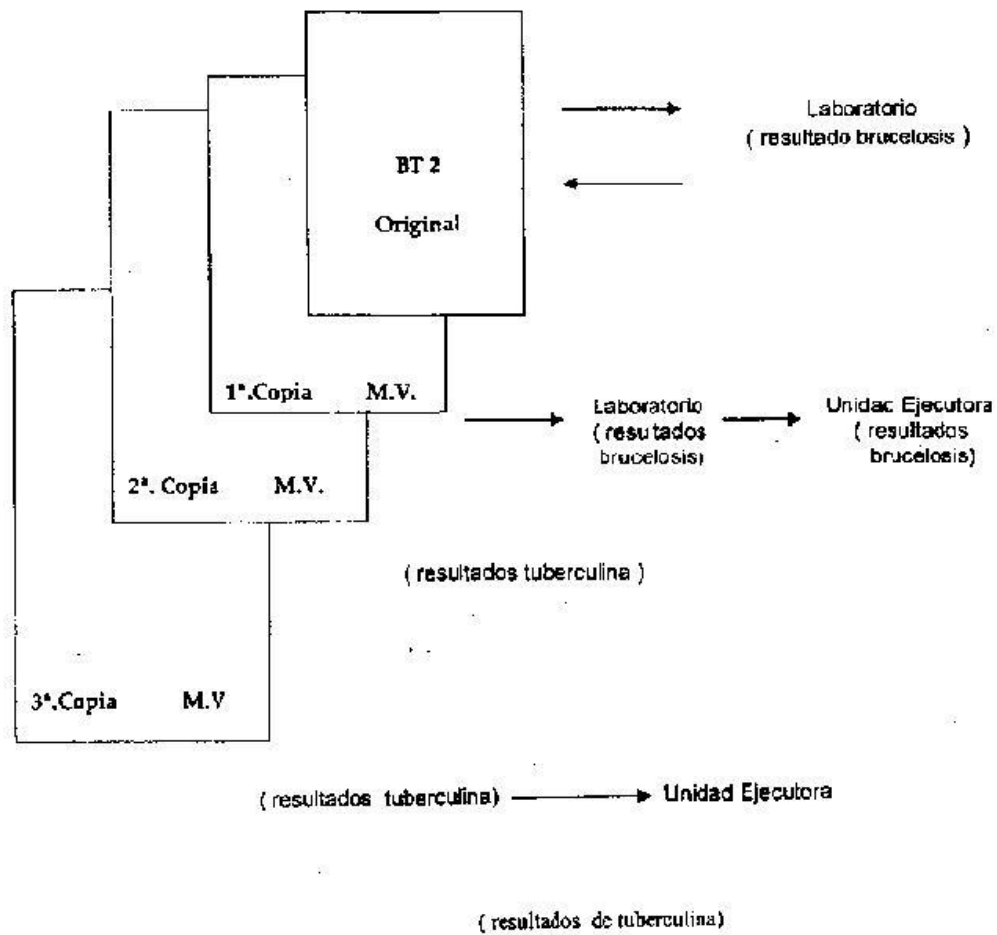 BT 2
Original
Laboratorio
( resultado brucelosis )
1ª.Copia M.V.
Laboratorio
( resutados
brucelosis)
Unidad Ejecutora
( resultados
brucelosis)
2ª. Copia M.V.
( resultados tuberculina )
3ª.Copia M.V
( resultados tuberculina)
Unidad Ejecutora
( resultados de tuberculina)